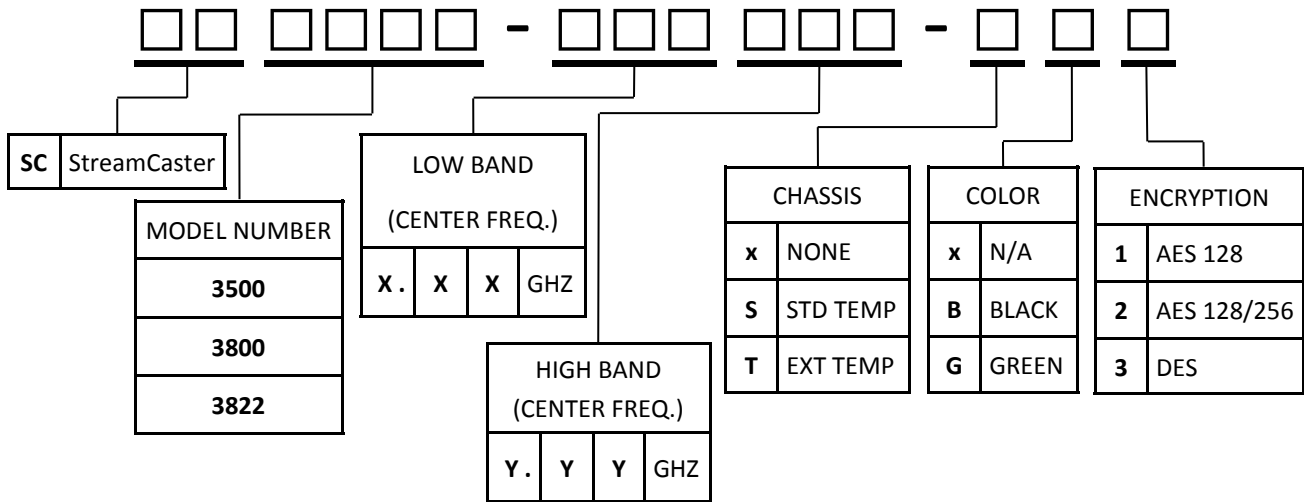 - -
SC StreamCaster
MODEL NUMBER
3500
3800
3822
LOW BAND
(CENTER FREQ.)
X. X X GHZ
HIGH BAND
(CENTER FREQ.)
Y. Y Y GHZ
CHASSIS
x NONE
S STD TEMP
T EXT TEMP
COLOR
x N/A
B BLACK
G GREEN
ENCRYPTION
1 AES 128
2 AES 128/256
3 DES